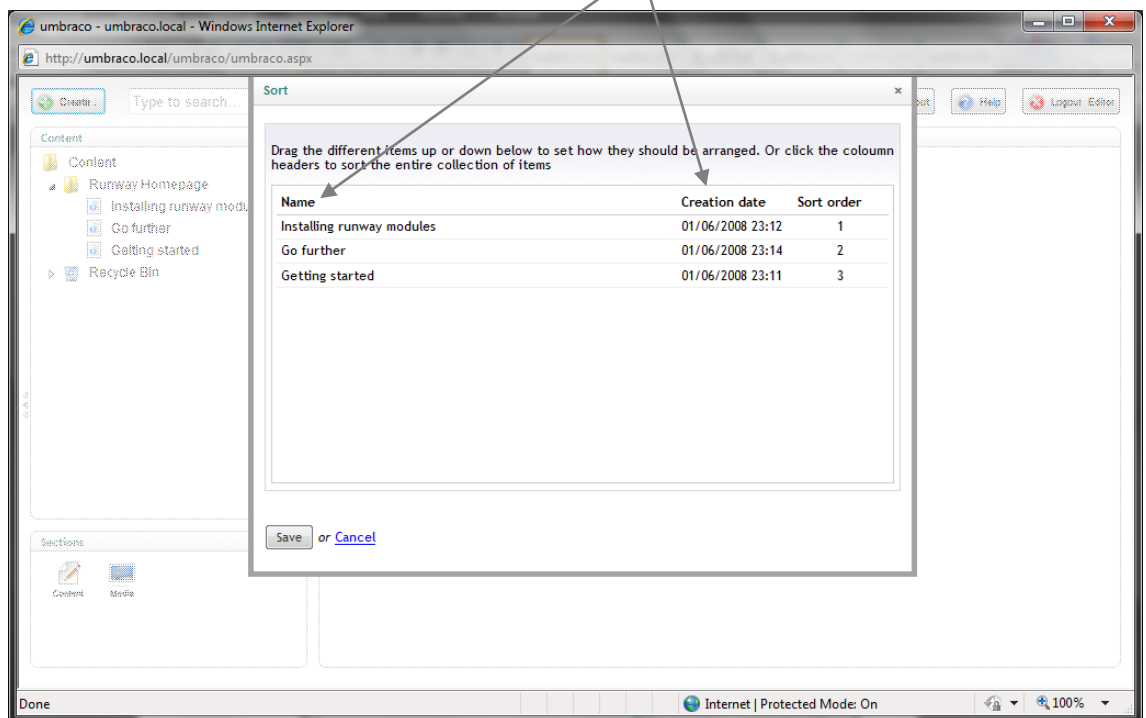 umbraco - umbraco.local - Windows Internet Explorer
http://umbraco.local/umbraco/umbraco.aspx
Create .
Type to search...
Sort
Help
Logout Editor
Content
Content
Runway Homepage
Installing runway modu
Go further
Getting started
Recycle Bin
Drag the different items up or down below to set how they should be arranged. Or click the coloumn
headers to sort the entire collection of items
Name Creation date Sort order
Installing runway modules 01/06/2008 23:12 1
Go further 01/06/2008 23:14 2
Getting started 01/06/2008 23:11 3
Save or Cancel
Sections
Content Media
Done Internet | Protected Mode: On 100%